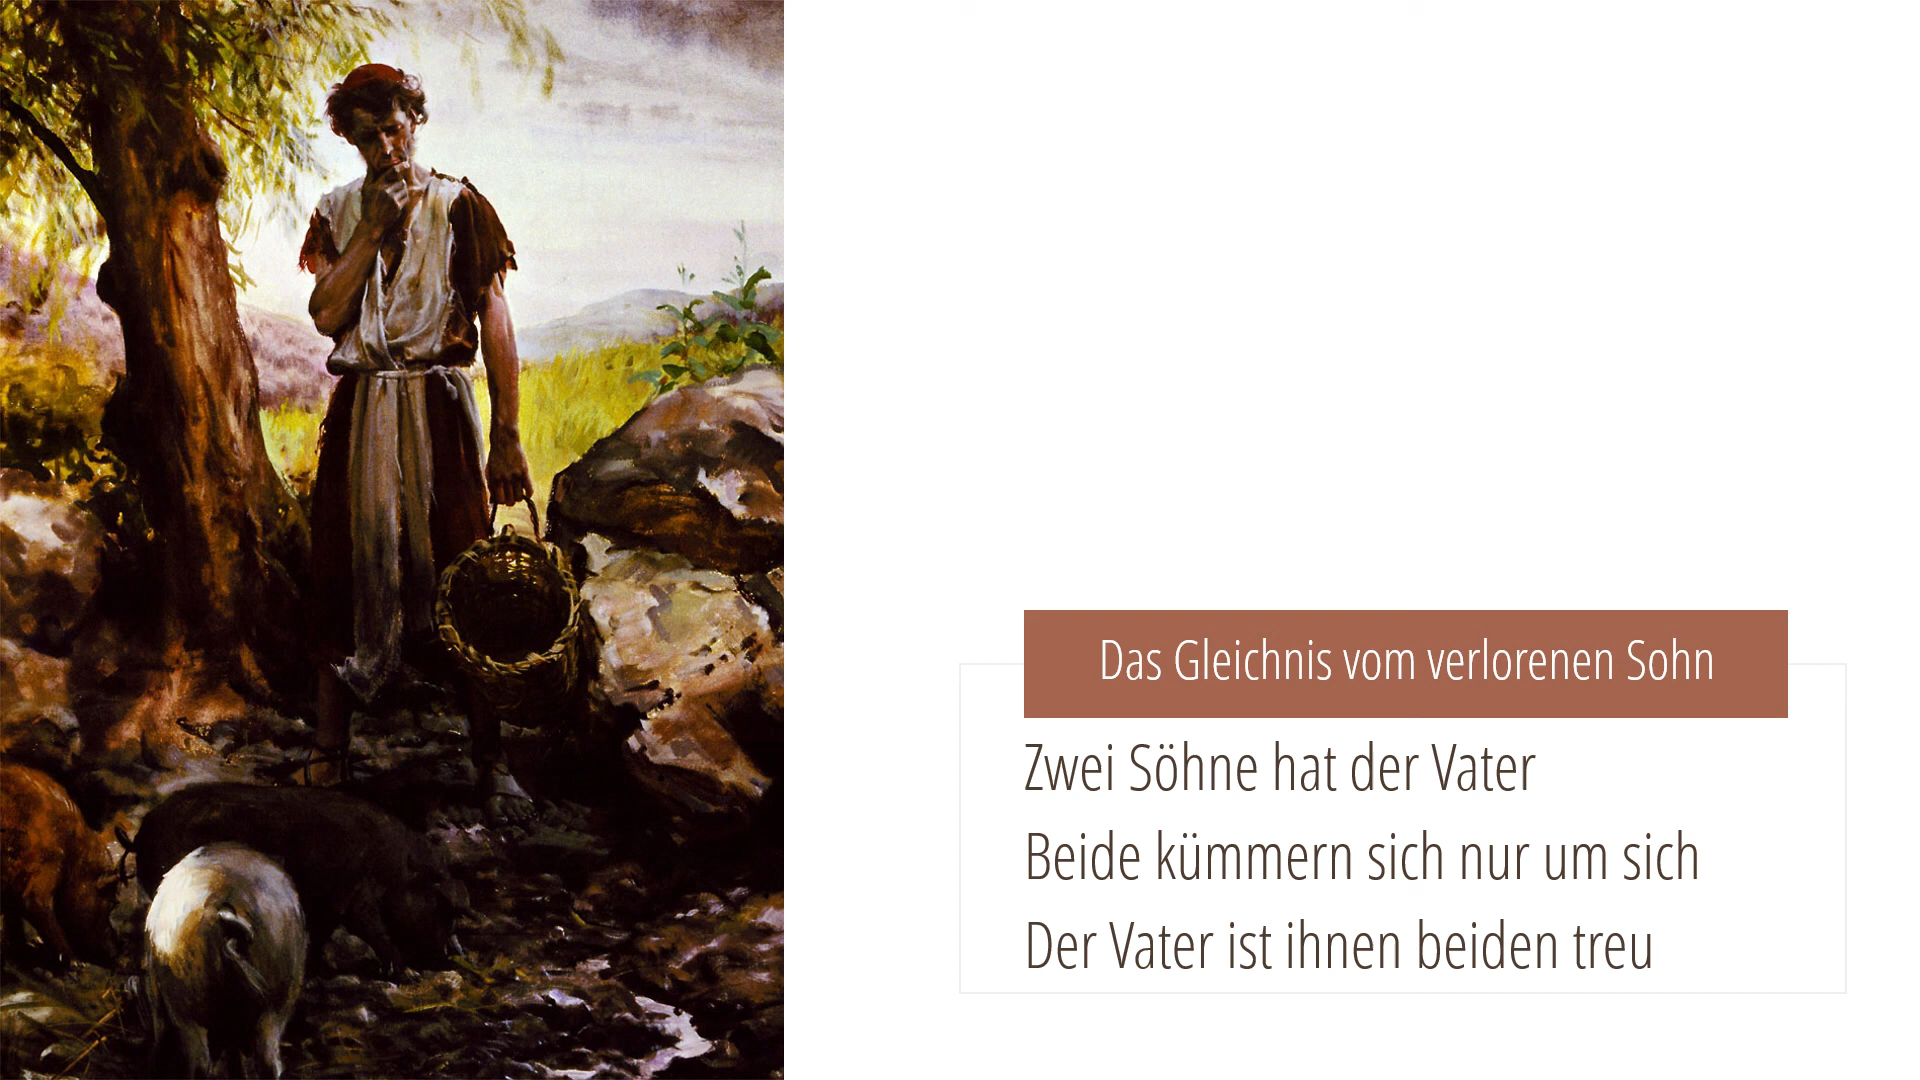 Das Gleichnis vom verlorenen Sohn
Zwei Söhne hat der Vater
Beide kümmern sich nur um sich
Der Vater ist ihnen beiden treu